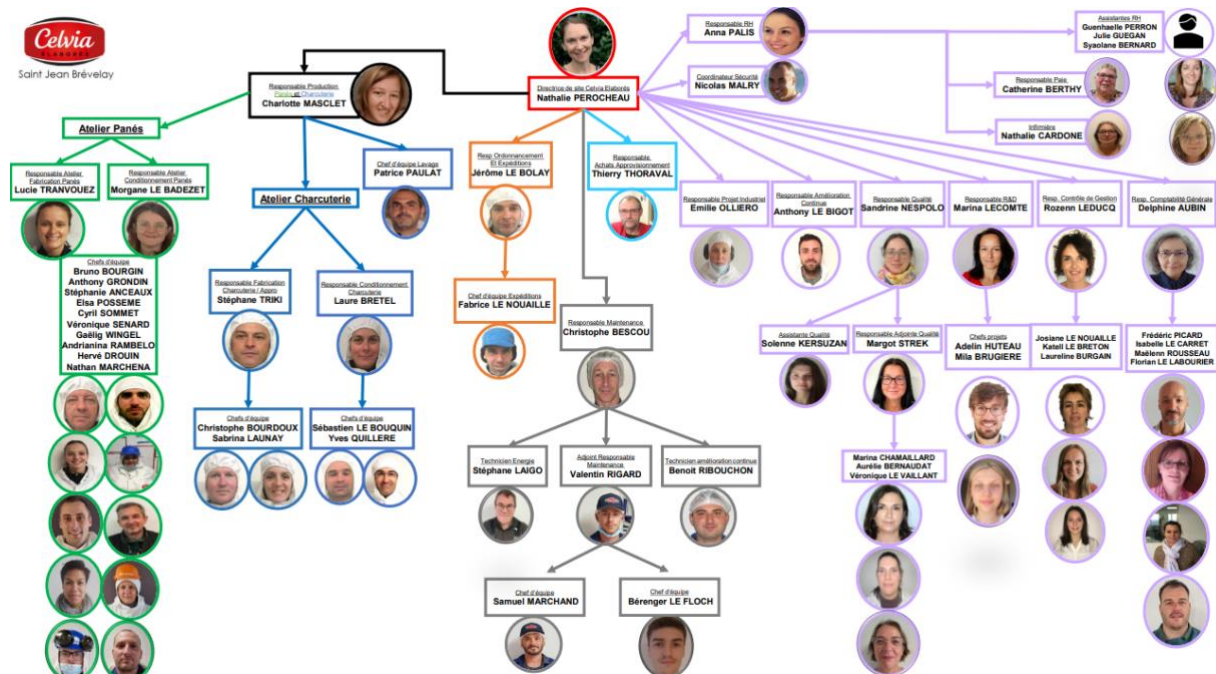 Celvia
ÉLABORÉS
Saint Jean Brévelay
Directrice de site Celvia Elaborés
Nathalie PEROCHEAU
Responsable Production
Panés et Charcuterie
Charlotte MASCLET
Atelier Panés
Responsable Atelier
Fabrication Panés
Lucie TRANVOUEZ
Responsable Atelier
Conditionnement Panés
Morgane LE BADEZET
Chefs d'équipe
Bruno BOURGIN
Anthony GRONDIN
Stéphanie ANCEAUX
Elsa POSSEME
Cyril SOMMET
Véronique SENARD
Gaëlig WINGEL
Andrianina RAMBELO
Hervé DROUIN
Nathan MARCHENA
Chef d'équipe Lavage
Patrice PAULAT
Atelier Charcuterie
Responsable Fabrication
Charcuterie / Appro
Stéphane TRIKI
Responsable Conditionnement
Charcuterie
Laure BRETEL
Chefs d'équipe
Christophe BOURDOUX
Sabrina LAUNAY
Chefs d'équipe
Sébastien LE BOUQUIN
Yves QUILLERE
Resp Ordonnancement
Et Expéditions
Jérôme LE BOLAY
Chef d'équipe Expéditions
Fabrice LE NOUAILLE
Responsable
Achats Approvisionnement
Thierry THORAVAL
Responsable Maintenance
Christophe BESCOU
Technicien Energie
Stéphane LAIGO
Adjoint Responsable
Maintenance
Valentin RIGARD
Technicien amélioration continue
Benoit RIBOUCHON
Chef d'équipe
Samuel MARCHAND
Chef d'équipe
Bérenger LE FLOCH
Responsable RH
Anna PALIS
Coordinateur Sécurité
Nicolas MALRY
Assistantes RH
Guenhaelle PERRON
Julie GUEGAN
Syaolane BERNARD
Responsable Paie
Catherine BERTHY
Infirmière
Nathalie CARDONE
Responsable Projet Industriel
Emilie OLLIERO
Responsable Amélioration
Continue
Anthony LE BIGOT
Responsable Qualité
Sandrine NESPOLO
Responsable R&D
Marina LECOMTE
Resp. Contrôle de Gestion
Rozenn LEDUCQ
Resp. Comptabilité Générale
Delphine AUBIN
Assistante Qualité
Solenne KERSUZAN
Responsable Adjointe Qualité
Margot STREK
Chefs projets
Adelin HUTEAU
Mila BRUGIERE
Josiane LE NOUAILLE
Katell LE BRETON
Laureline BURGAIN
Frédéric PICARD
Isabelle LE CARRET
Maëlenn ROUSSEAU
Florian LE LABOURIER
Marina CHAMAILLARD
Aurélie BERNAUDAT
Véronique LE VAILLANT